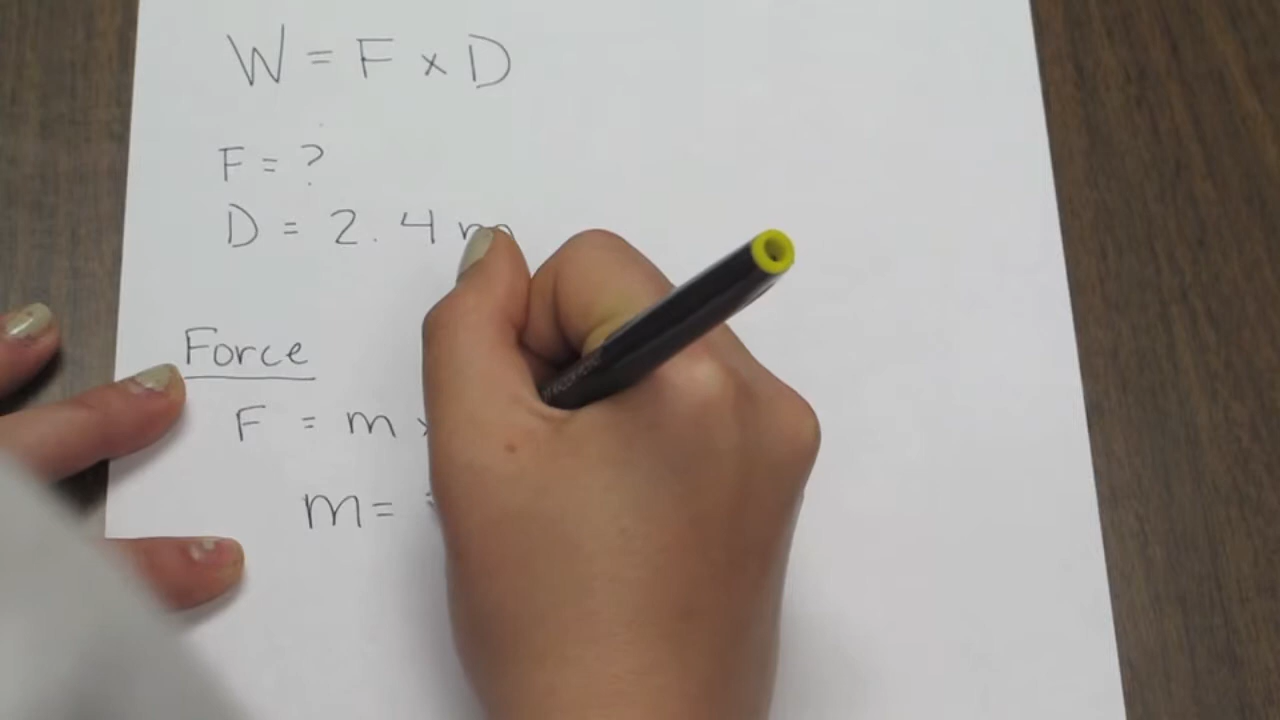 W = F x D
F = ?
D = 2.4 m
Force
F = m
m =